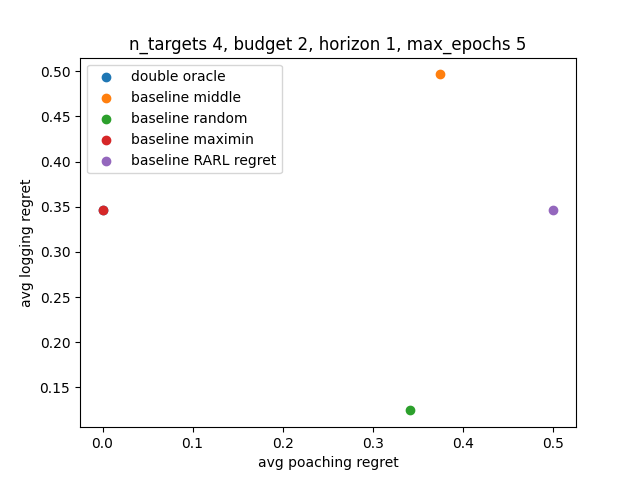 n_targets 4, budget 2, horizon 1, max_epochs 5
double oracle
baseline middle
baseline random
baseline maximin
baseline RARL regret
avg logging regret
0.50
0.45
0.40
0.35
0.30
0.25
0.20
0.15
0.0 0.1 0.2 0.3 0.4 0.5
avg poaching regret